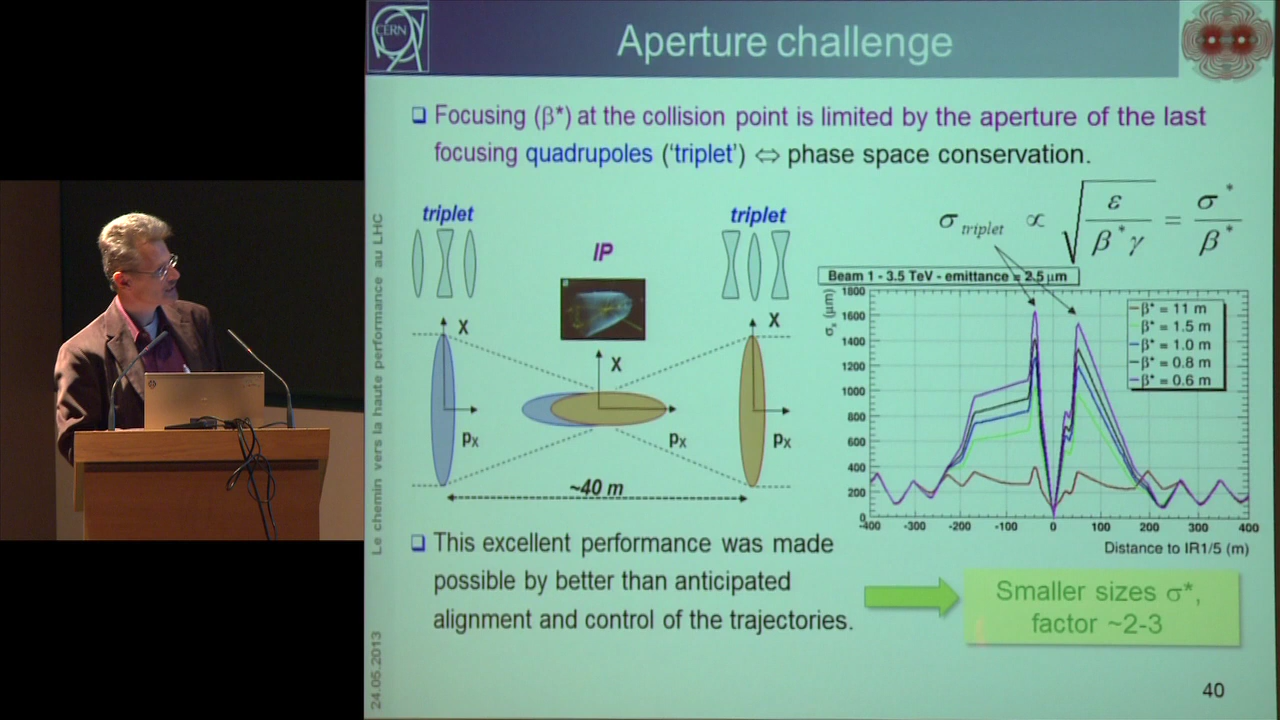 CERN
Aperture challenge
❑ Focusing (β*) at the collision point is limited by the aperture of the last
focusing quadrupoles ('triplet') ⇔ phase space conservation.
triplet
IP
triplet
σ triplet ∝ √(ε / β* γ) = σ* / β*
Beam 1 - 3.5 TeV - emittance = 2.5 μm
σx (μm)
1800
1600
1400
1200
1000
800
600
400
200
0
β* = 11 m
β* = 1.5 m
β* = 1.0 m
β* = 0.8 m
β* = 0.6 m
-400 -300 -200 -100 0 100 200 300 400
Distance to IR1/5 (m)
X
pX
X
pX
X
pX
~40 m
❑ This excellent performance was made
possible by better than anticipated
alignment and control of the trajectories.
Smaller sizes σ*,
factor ~2-3
Le chemin vers la haute performance au LHC
24.05.2013
40